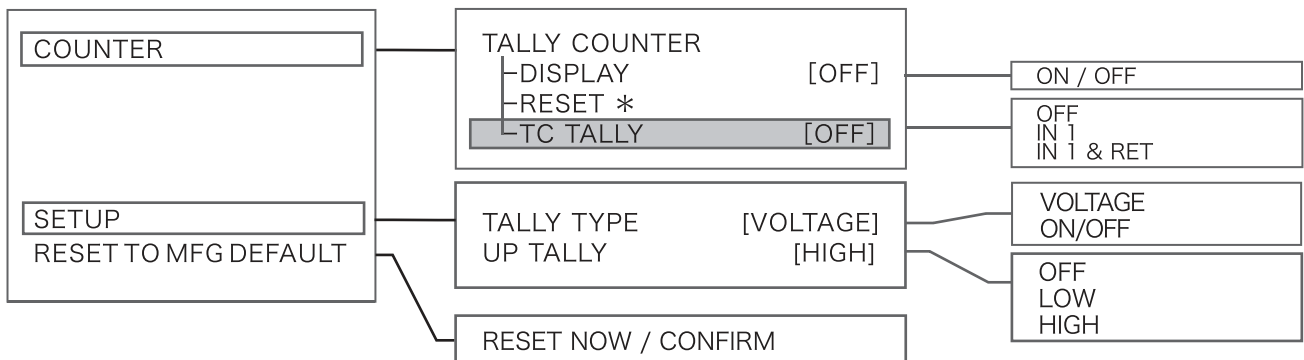 COUNTER
SETUP
RESET TO MFG DEFAULT
TALLY COUNTER
DISPLAY [OFF]
RESET *
TC TALLY [OFF]
ON / OFF
OFF
IN 1
IN 1 & RET
TALLY TYPE [VOLTAGE]
UP TALLY [HIGH]
VOLTAGE
ON/OFF
OFF
LOW
HIGH
RESET NOW / CONFIRM